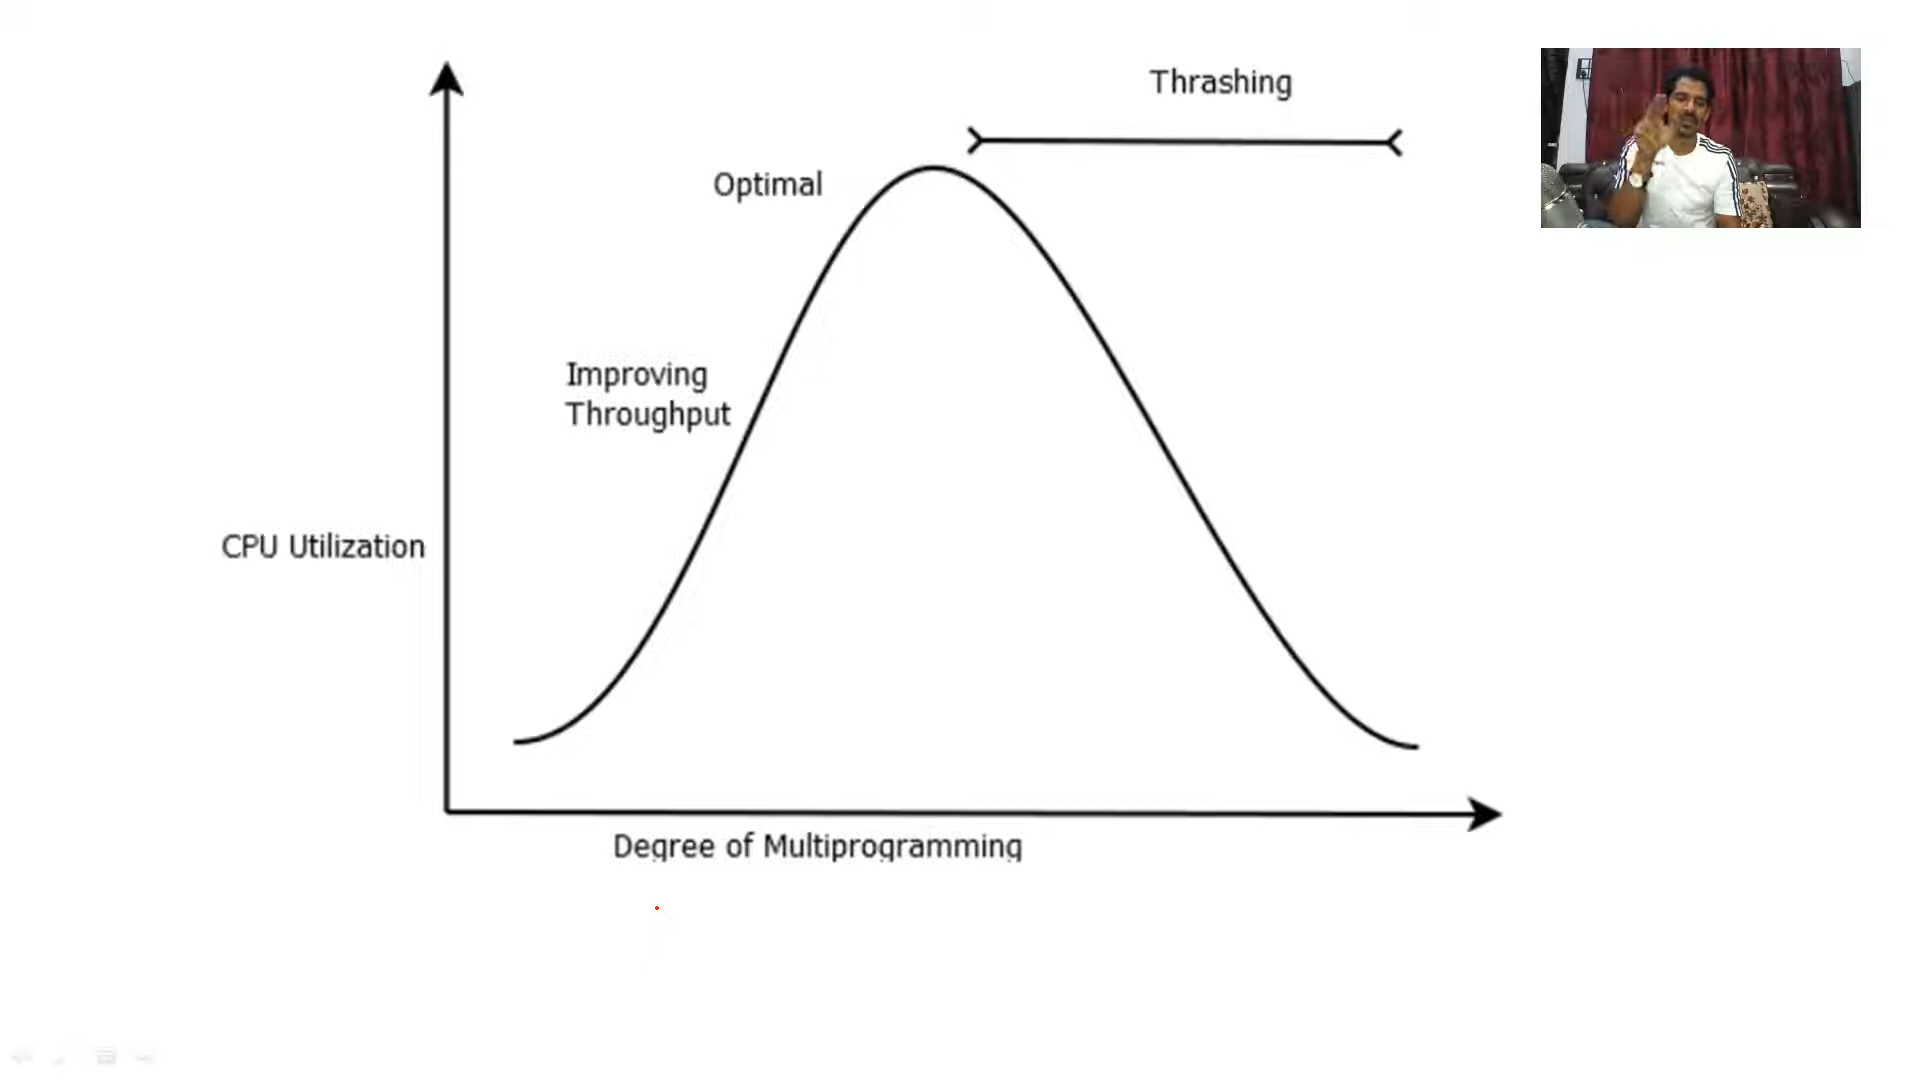 Thrashing
Optimal
Improving
Throughput
CPU Utilization
Degree of Multiprogramming